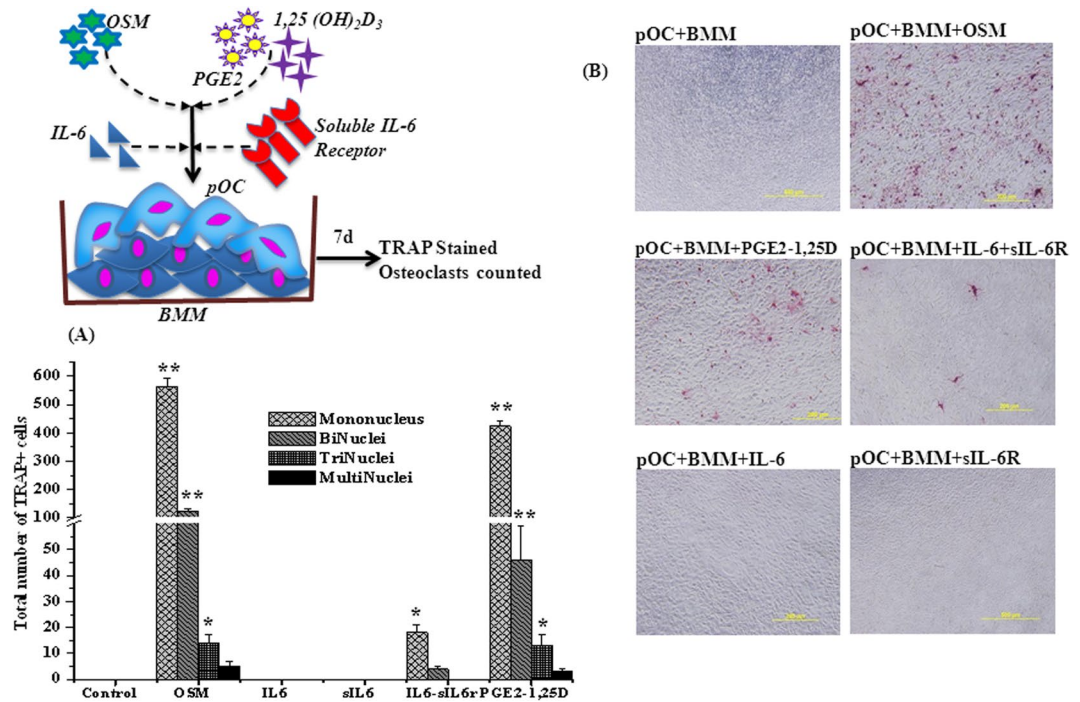 OSM
1,25 (OH)2D3
PGE2
IL-6
Soluble IL-6
Receptor
pOC
7d
TRAP Stained
Osteoclasts counted
BMM
(A)
Total number of TRAP+ cells
600
500
400
300
200
100
50
40
30
20
10
0
**
**
*
*
**
**
*
Mononucleus
BiNuclei
TriNuclei
MultiNuclei
Control
OSM
IL6
sIL6
IL6-sIL6r
PGE2-1,25D
(B)
pOC+BMM
pOC+BMM+OSM
pOC+BMM+PGE2-1,25D
pOC+BMM+IL-6+sIL-6R
pOC+BMM+IL-6
pOC+BMM+sIL-6R